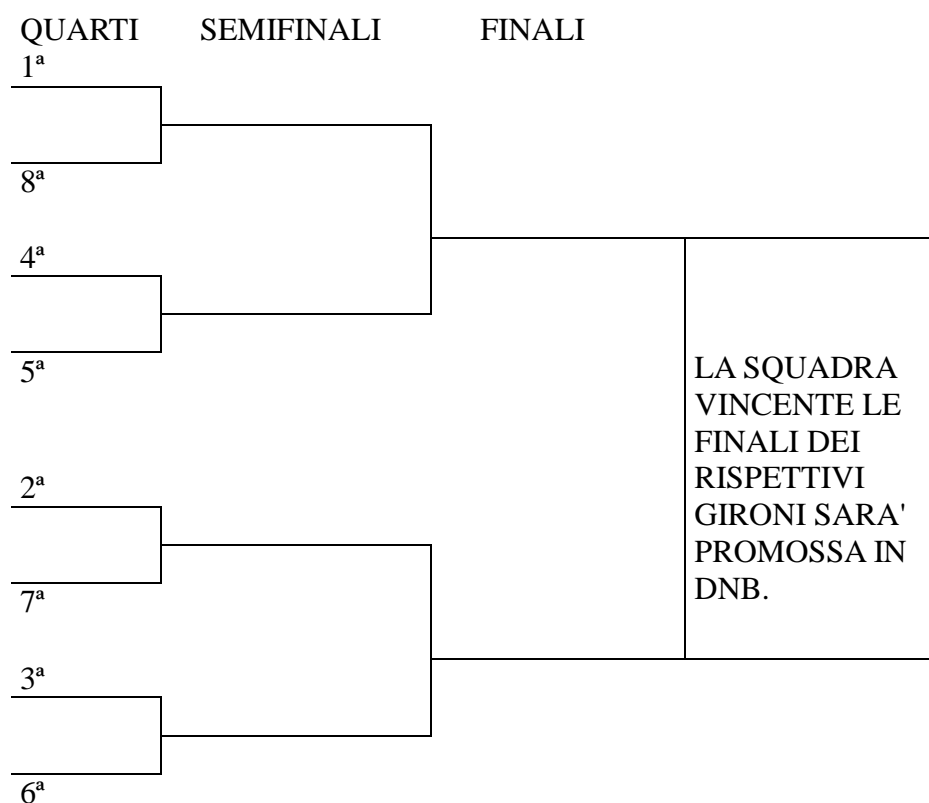 QUARTI SEMIFINALI FINALI
1ª
8ª
4ª
5ª
LA SQUADRA
VINCENTE LE
FINALI DEI
RISPETTIVI
GIRONI SARA'
PROMOSSA IN
DNB.
2ª
7ª
3ª
6ª